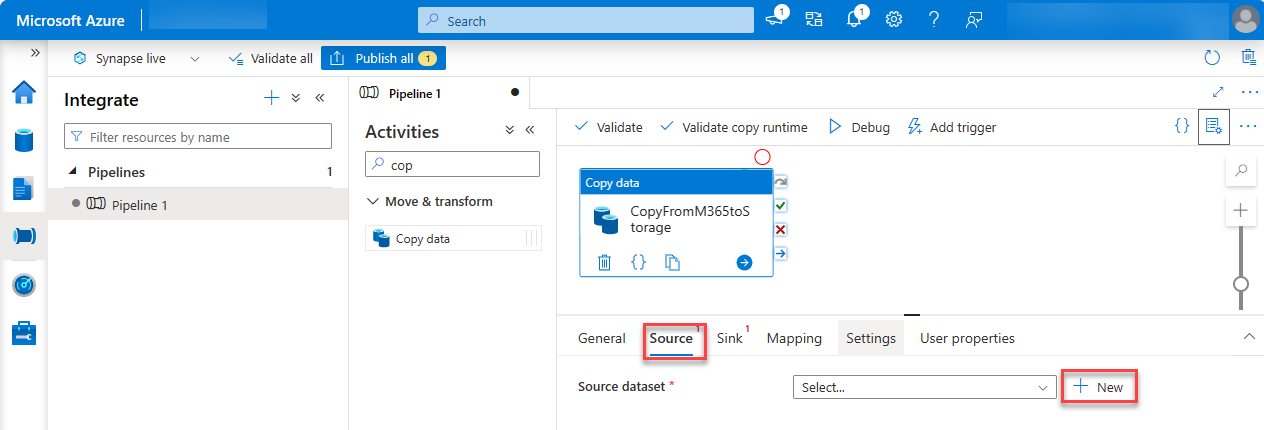 Microsoft Azure
Search
1
1
Synapse live
Validate all
Publish all 1
Integrate
Filter resources by name
Pipelines 1
Pipeline 1
Pipeline 1
Activities
cop
Move & transform
Copy data
Validate
Validate copy runtime
Debug
Add trigger
{}
Copy data
CopyFromM365toS
torage
{}
General
Source 1
Sink 1
Mapping
Settings
User properties
Source dataset *
Select...
New